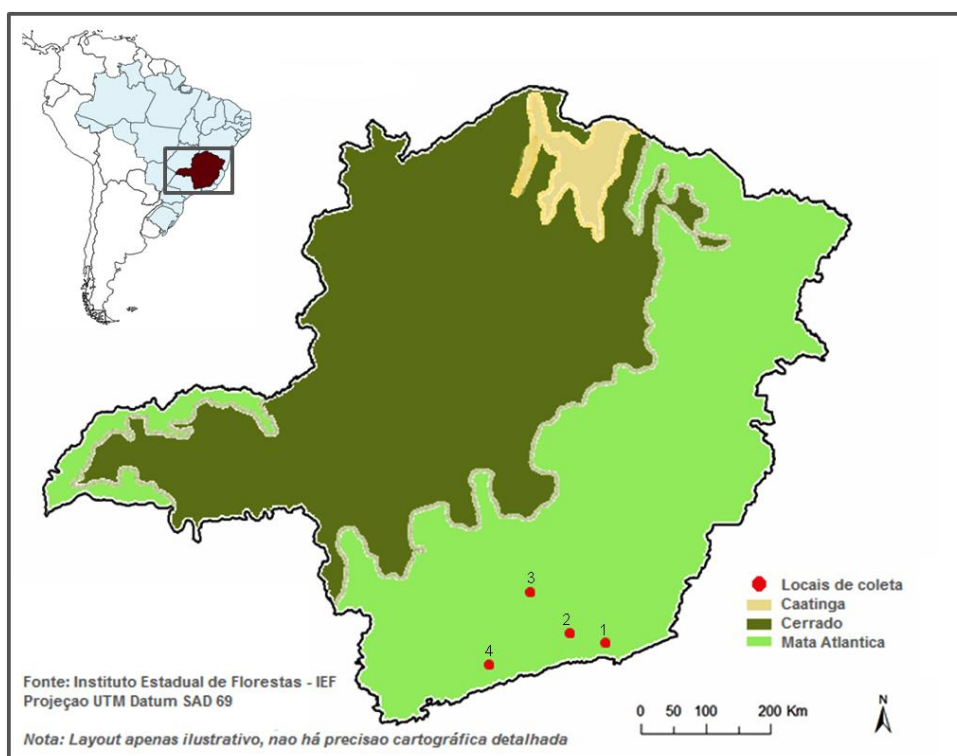 3
2
1
4
Locais de coleta
Caatinga
Cerrado
Mata Atlantica
Fonte: Instituto Estadual de Florestas - IEF
Projeçao UTM Datum SAD 69
Nota: Layout apenas ilustrativo, nao há precisao cartográfica detalhada
0 50 100 200 Km
N